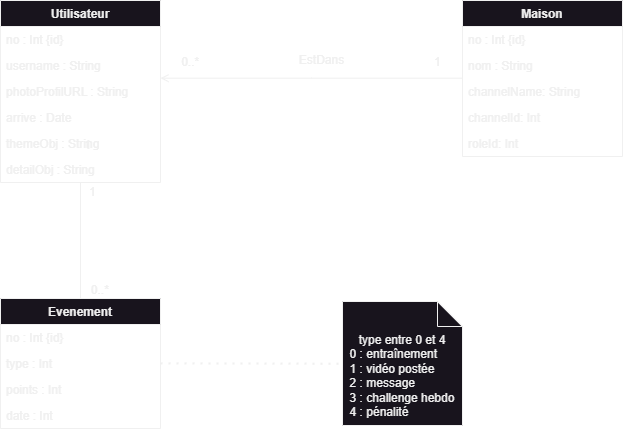 Utilisateur
no : Int {id}
username : String
photoProfilURL : String
arrive : Date
themeObj : String
detailObj : String
0..*
EstDans
1
Maison
no : Int {id}
nom : String
channelName: String
channelId: Int
roleId: Int
1
0..*
Evenement
no : Int {id}
type : Int
points : Int
date : Int
type entre 0 et 4
0 : entraînement
1 : vidéo postée
2 : message
3 : challenge hebdo
4 : pénalité